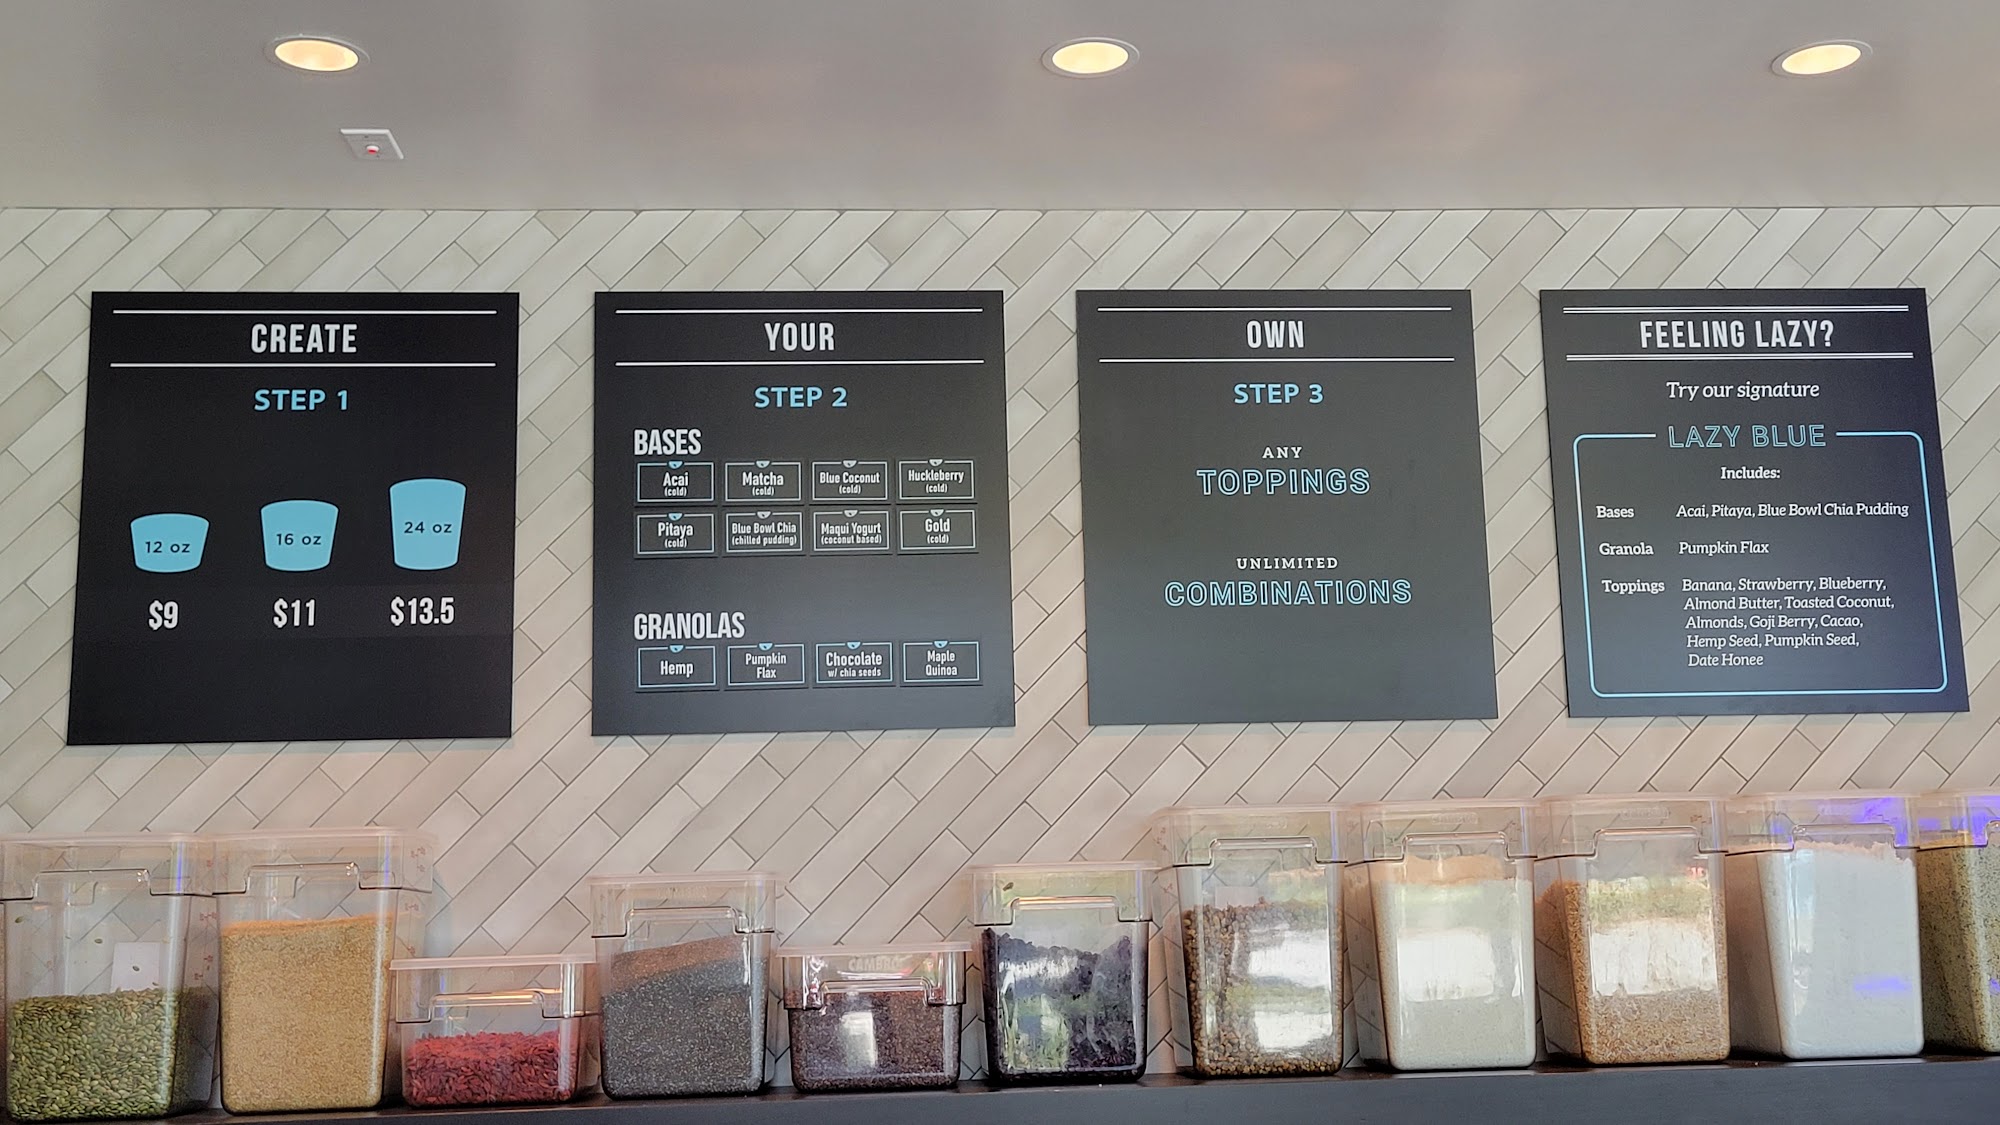 CREATE
STEP 1
12 oz
16 oz
24 oz
$9
$11
$13.5
YOUR
STEP 2
BASES
Acai
(cold)
Matcha
(cold)
Blue Coconut
(cold)
Huckleberry
(cold)
Pitaya
(cold)
Blue Bowl Chia
(chilled pudding)
Maqui Yogurt
(coconut based)
Gold
(cold)
GRANOLAS
Hemp
Pumpkin
Flax
Chocolate
w/ chia seeds
Maple
Quinoa
OWN
STEP 3
ANY
TOPPINGS
UNLIMITED
COMBINATIONS
FEELING LAZY?
Try our signature
LAZY BLUE
Includes:
Bases Acai, Pitaya, Blue Bowl Chia Pudding
Granola Pumpkin Flax
Toppings Banana, Strawberry, Blueberry,
Almond Butter, Toasted Coconut,
Almonds, Goji Berry, Cacao,
Hemp Seed, Pumpkin Seed,
Date Honee
CAMBRO